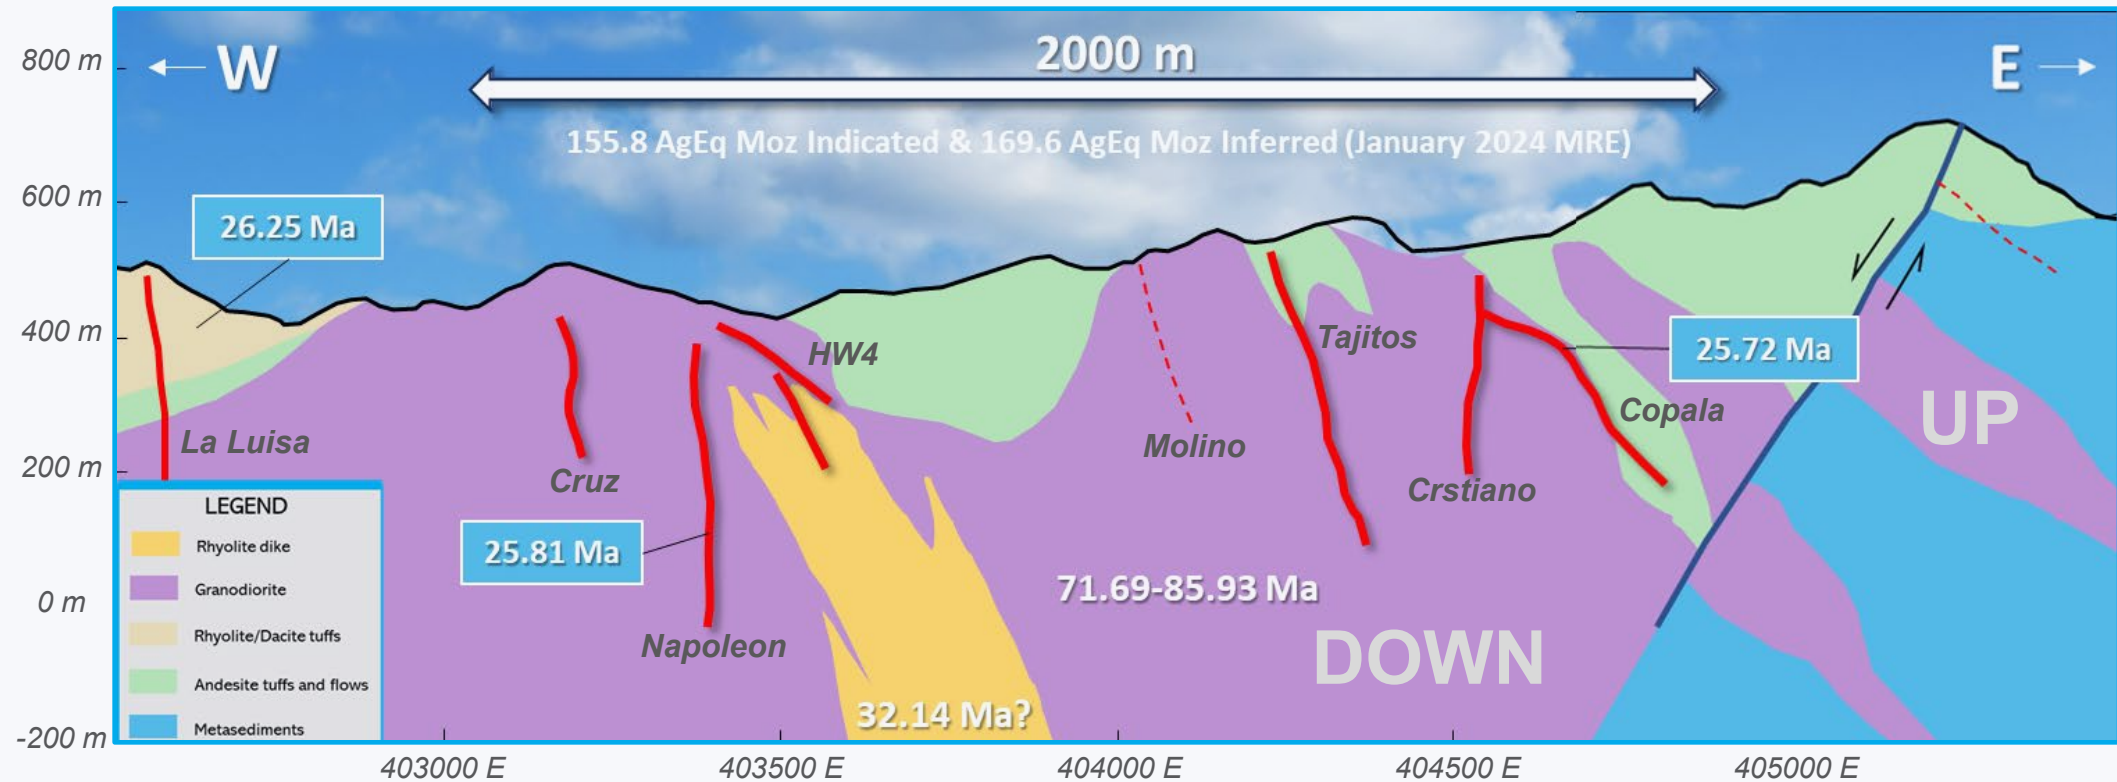 800 m
600 m
400 m
200 m
0 m
-200 m
W
E
2000 m
155.8 AgEq Moz Indicated & 169.6 AgEq Moz Inferred (January 2024 MRE)
26.25 Ma
La Luisa
Cruz
25.81 Ma
Napoleon
HW4
32.14 Ma?
Molino
71.69-85.93 Ma
Tajitos
Crstiano
25.72 Ma
Copala
DOWN
UP
LEGEND
Rhyolite dike
Granodiorite
Rhyolite/Dacite tuffs
Andesite tuffs and flows
Metasediments
403000 E
403500 E
404000 E
404500 E
405000 E